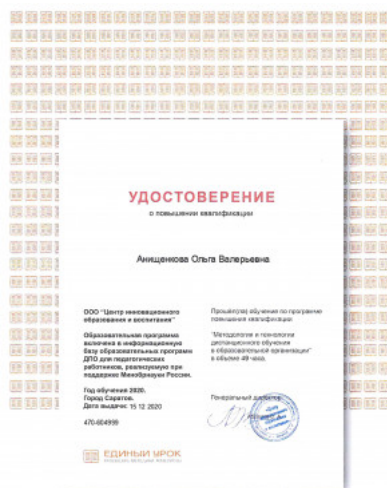 УДОСТОВЕРЕНИЕ
о повышении квалификации
Анищенкова Ольга Валерьевна
ООО "Центр инновационного
образования и воспитания"
Образовательная программа
включена в информационную
базу образовательных программ
ДПО для педагогических
работников, реализуемую при
поддержке Минобрнауки России.
Год обучения 2020.
Город Саратов.
Дата выдачи: 15 12 2020
470-604999
Прошел(ла) обучение по программе
повышения квалификации
"Методология и технологии
дистанционного обучения
в образовательной организации"
в объеме 49 часа.
Генеральный директор
ЕДИНЫЙ УРОК